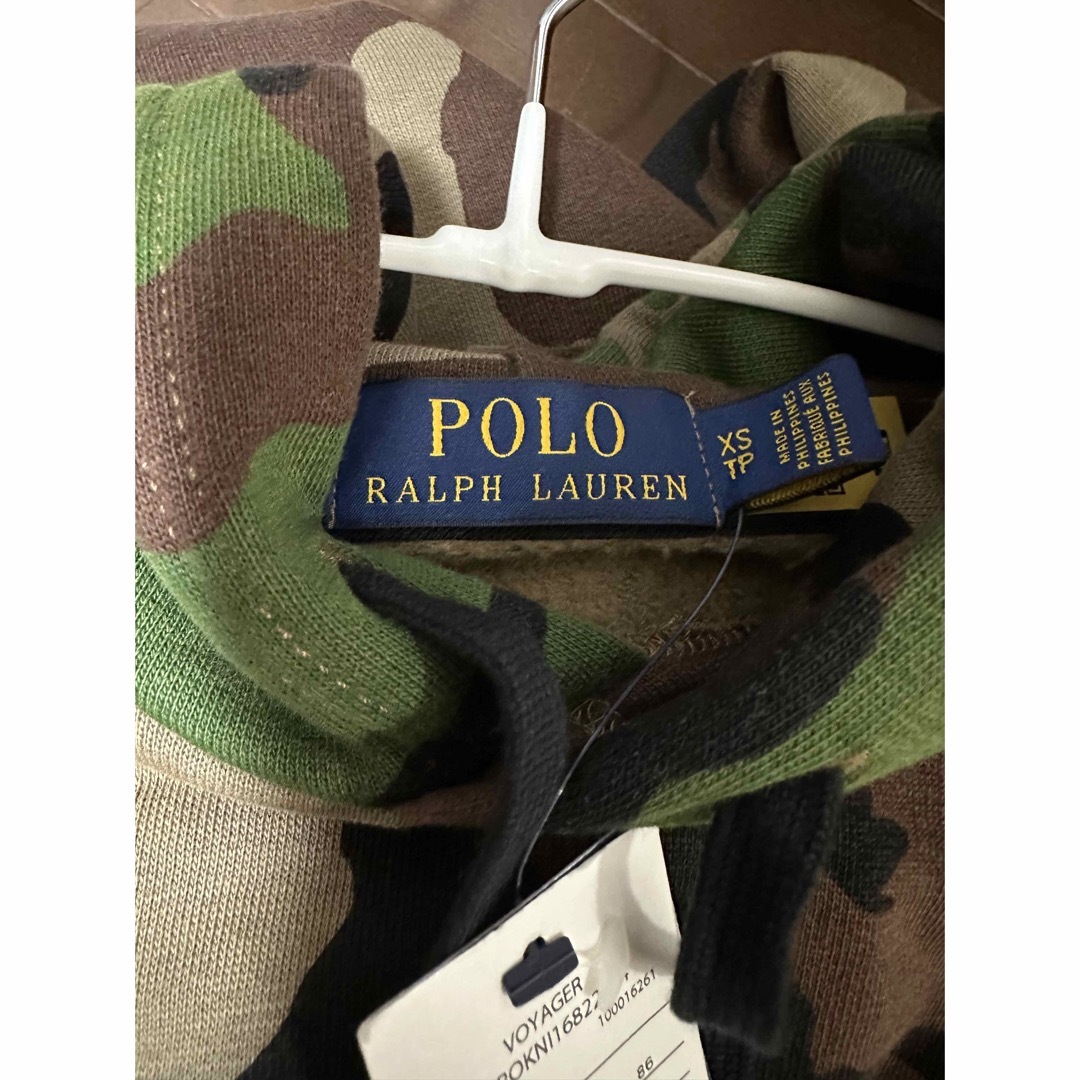 POLO
RALPH LAUREN
XS
TP
MADE IN
PHILIPPINES
FABRIQUÉ AUX
PHILIPPINES
VOYAGER
100016261
86